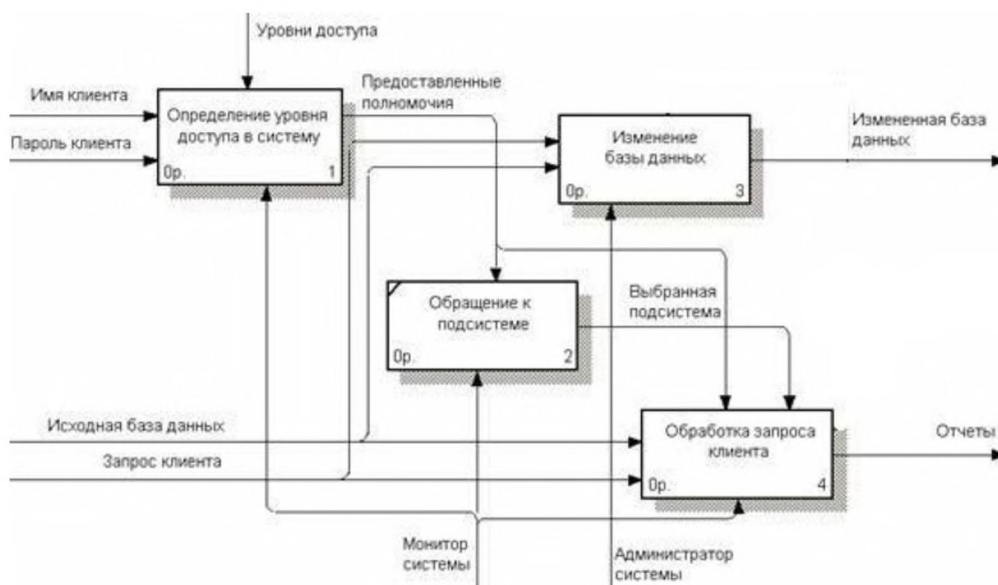 Уровни доступа
Имя клиента
Пароль клиента
Определение уровня
доступа в систему
0р.
1
Предоставленные
полномочия
Изменение
базы данных
0р.
3
Измененная база
данных
Обращение к
подсистеме
0р.
2
Выбранная
подсистема
Исходная база данных
Запрос клиента
Обработка запроса
клиента
0р.
4
Отчеты
Монитор
системы
Администратор
системы